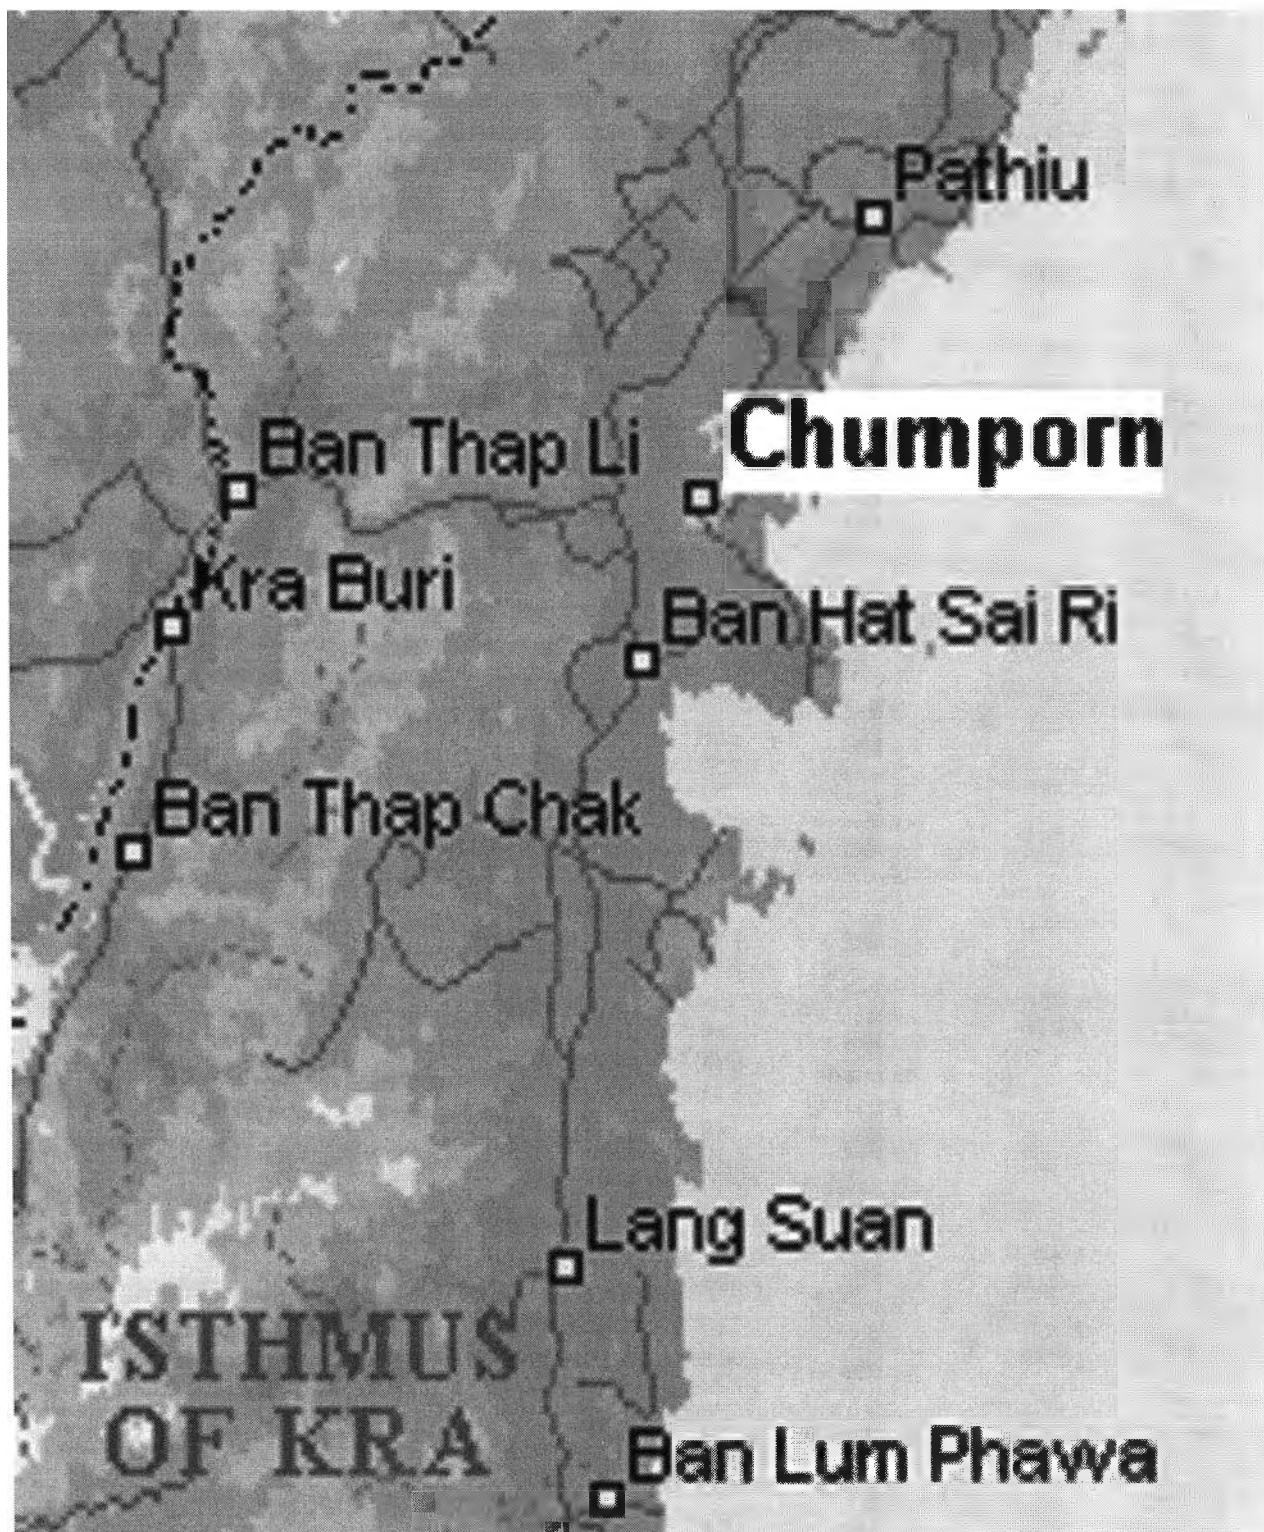 Pathiu
Chumporn
Ban Thap Li
Kra Buri
Ban Hat Sai Ri
Ban Thap Chak
Lang Suan
ISTHMUS
OF KRA
Ban Lum Phawa